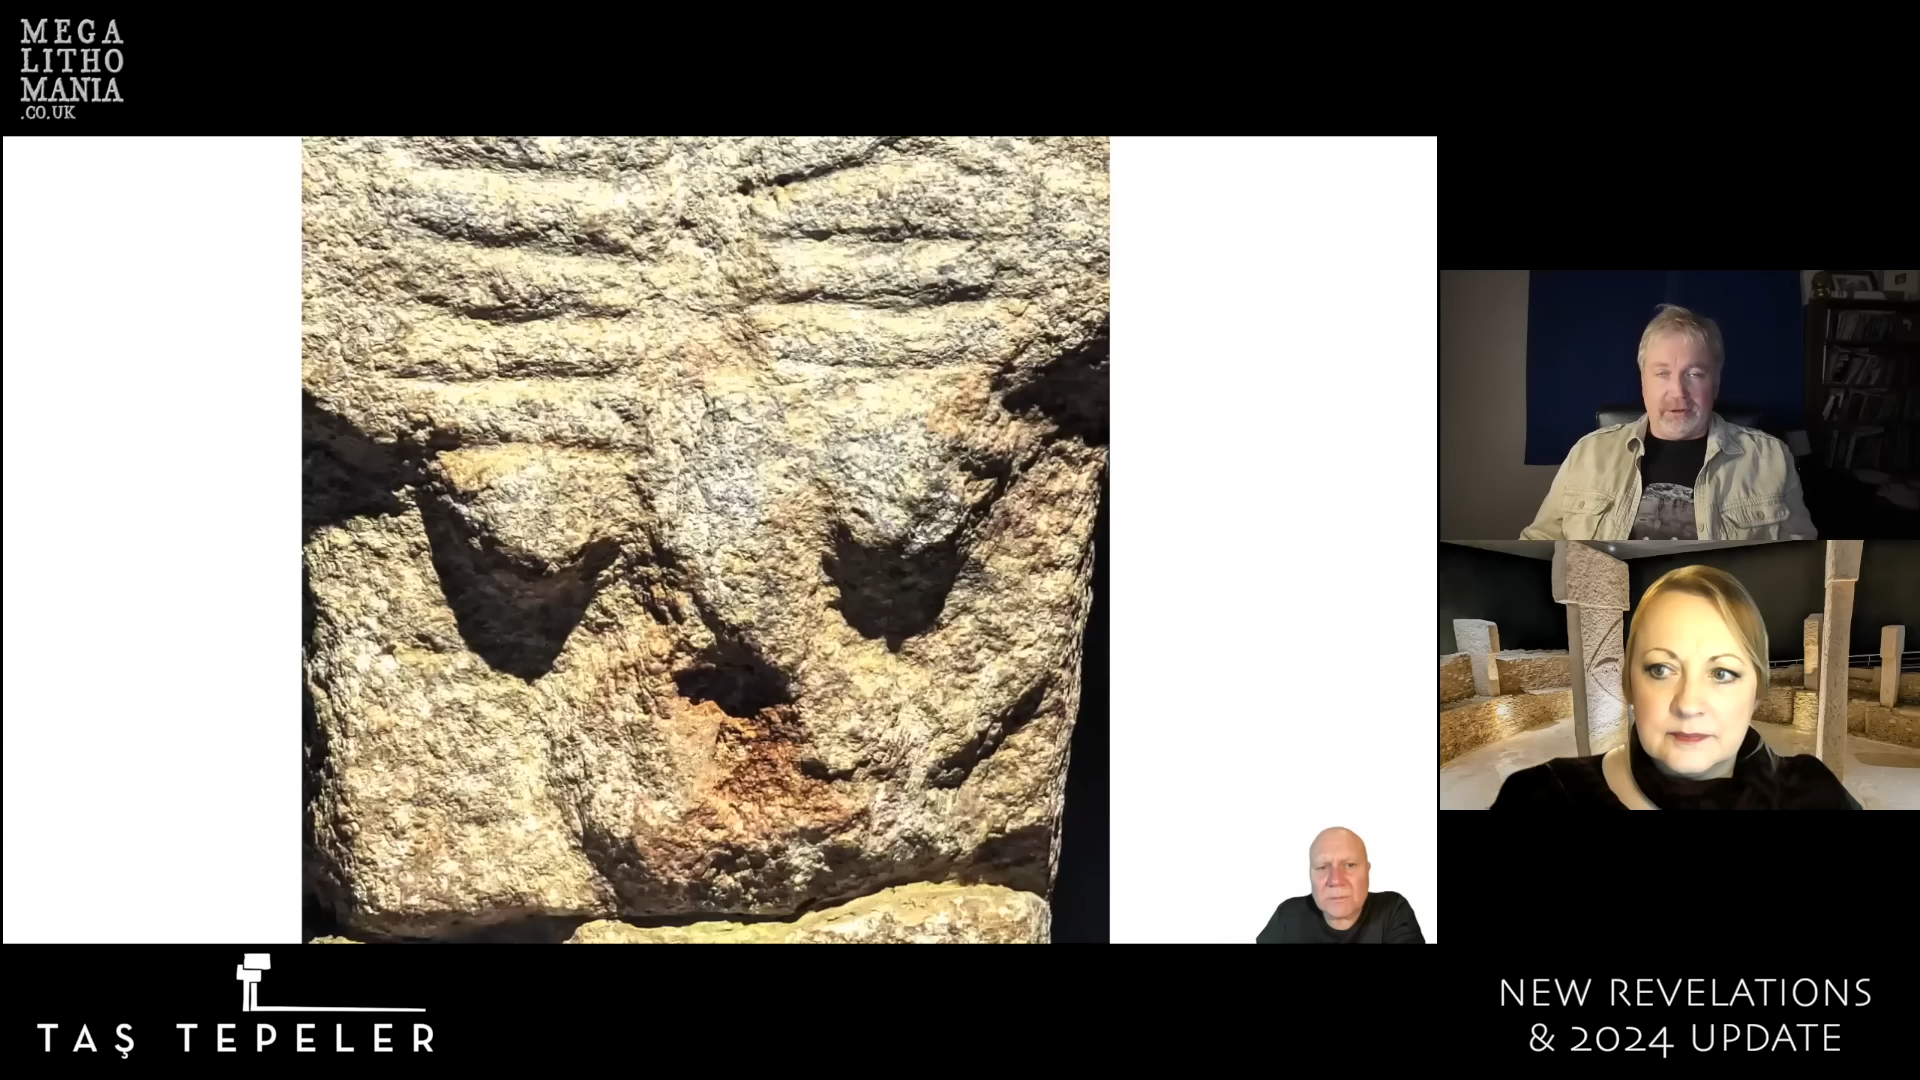 MEGA
LITHO
MANIA
.CO.UK
TAŞ TEPELER
NEW REVELATIONS
& 2024 UPDATE